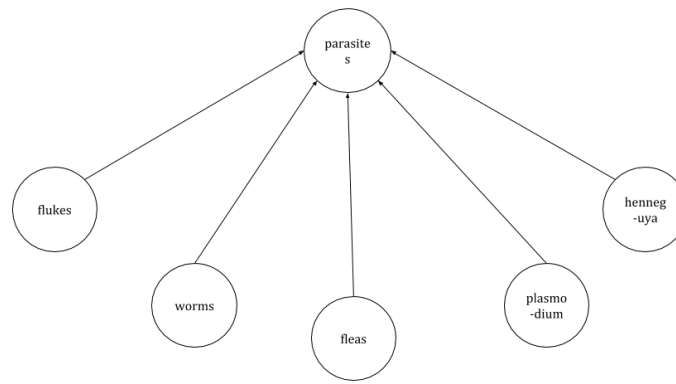 parasite
s
flukes
henneg
-uya
worms
plasmo
-dium
fleas